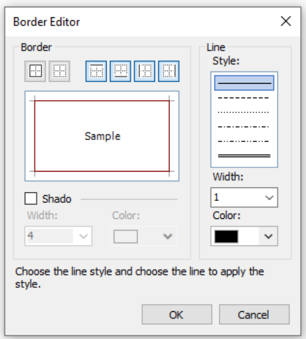 Border Editor
Border
Line
Style:
Sample
Width:
1
Shado
Width:
Color:
Color:
4
Choose the line style and choose the line to apply the
style.
OK
Cancel